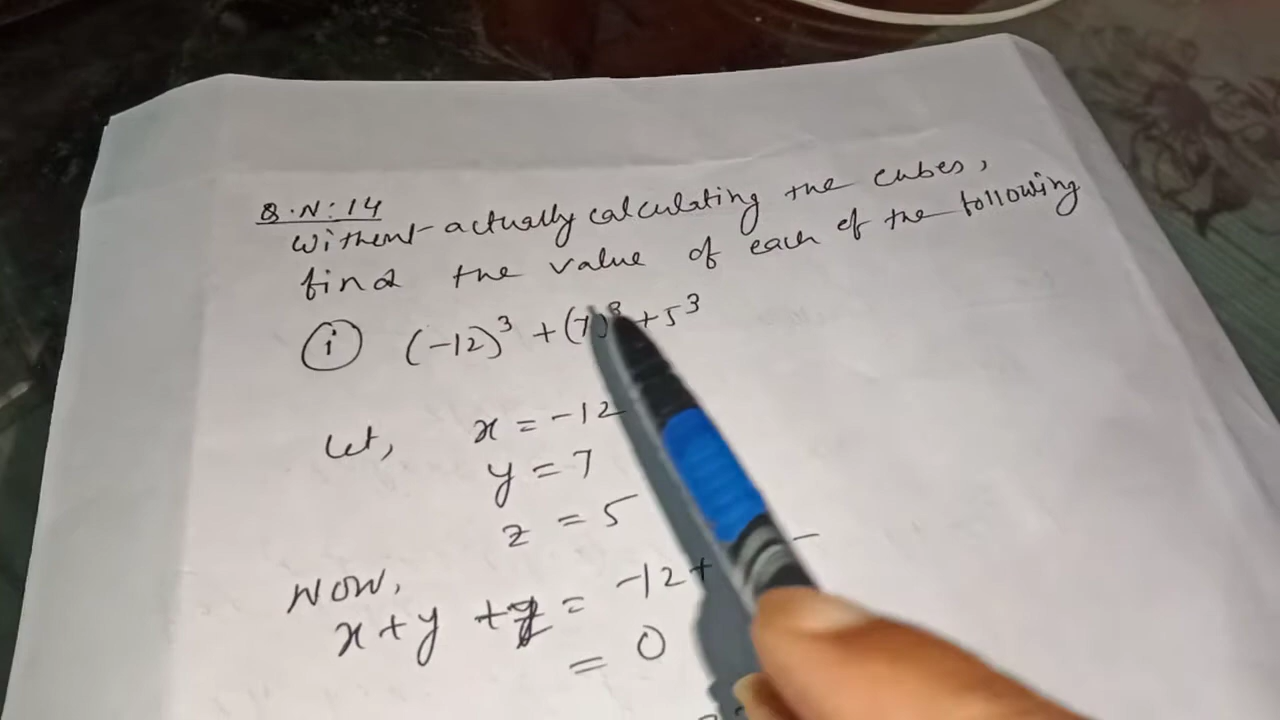 Q.N:14
Without actually calculating the cubes,
find the value of each of the following
i (-12)³ + (7)³ + 5³
Let, x = -12
y = 7
z = 5
Now,
x+y +z = -12+
= 0